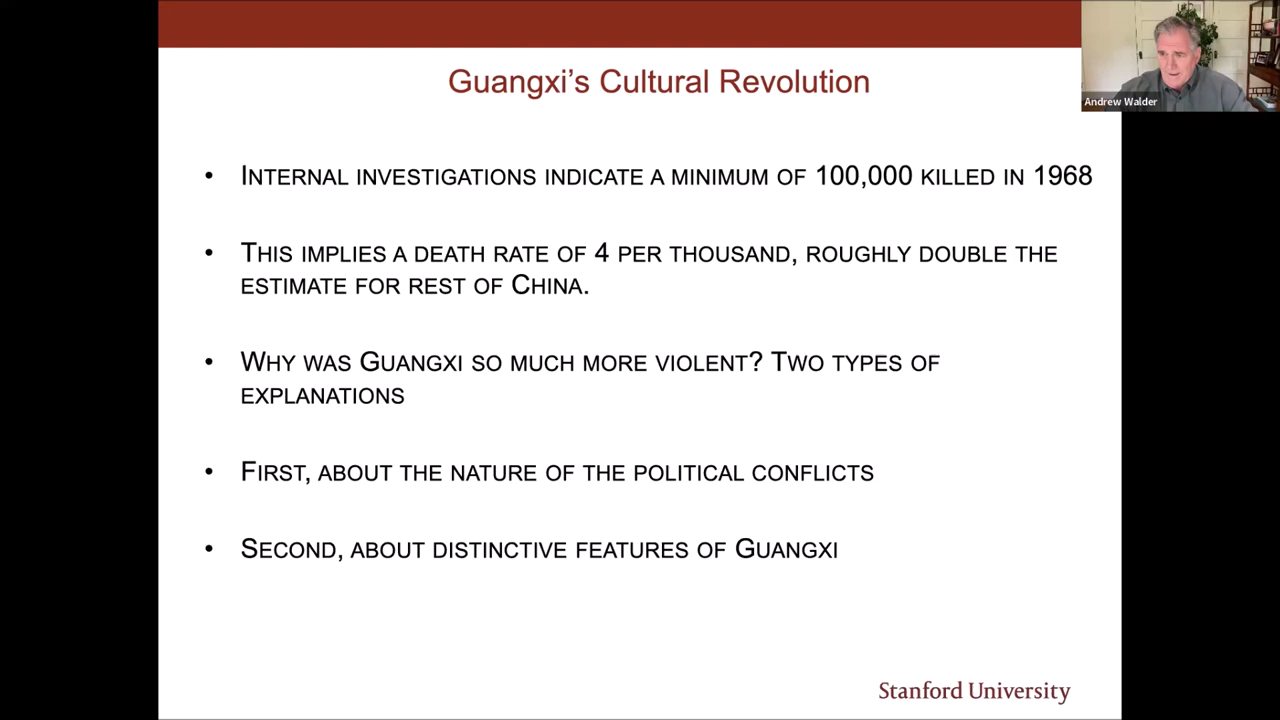 Guangxi's Cultural Revolution
Andrew Walder
• INTERNAL INVESTIGATIONS INDICATE A MINIMUM OF 100,000 KILLED IN 1968
• THIS IMPLIES A DEATH RATE OF 4 PER THOUSAND, ROUGHLY DOUBLE THE
ESTIMATE FOR REST OF CHINA.
• WHY WAS GUANGXI SO MUCH MORE VIOLENT? TWO TYPES OF
EXPLANATIONS
• FIRST, ABOUT THE NATURE OF THE POLITICAL CONFLICTS
• SECOND, ABOUT DISTINCTIVE FEATURES OF GUANGXI
Stanford University